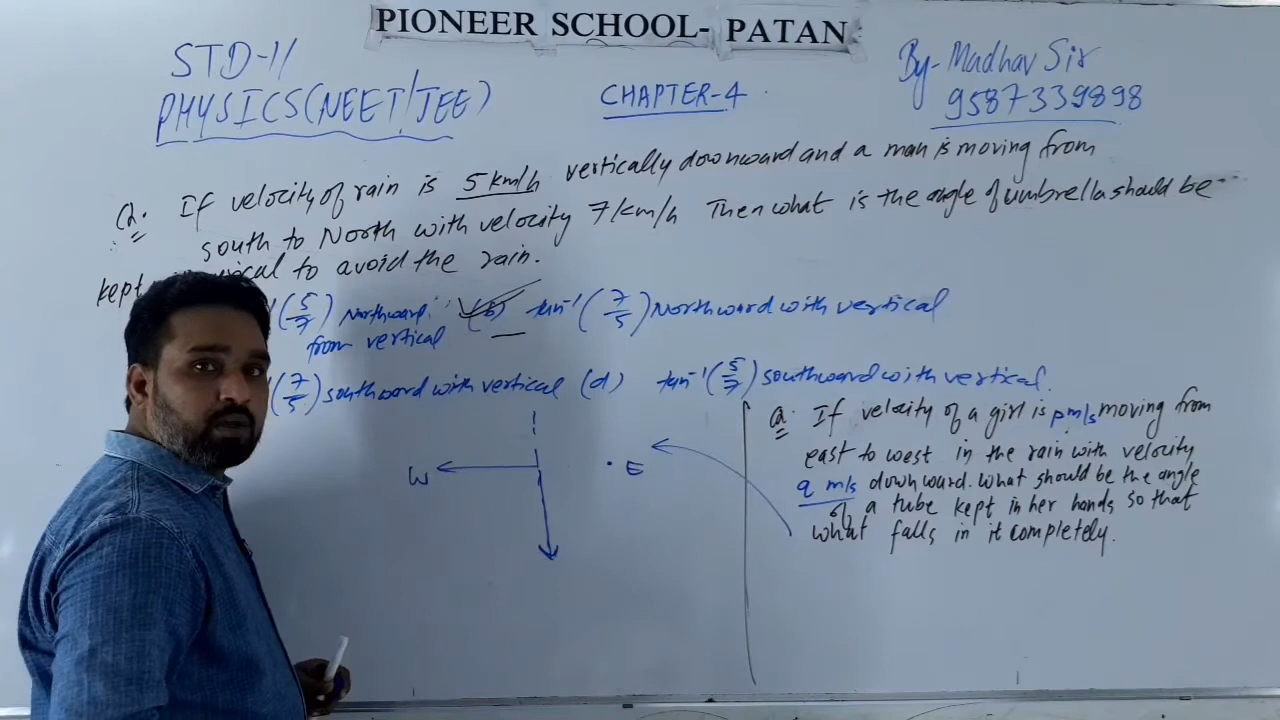 PIONEER SCHOOL- PATAN
STD-11
PHYSICS (NEET/JEE)
CHAPTER-4
By- Madhav Sir
9587339898
Q. If velocity of rain is 5 km/h vertically downward and a man is moving from
south to North with velocity 7 km/h Then what is the angle of umbrella should be
kept to avoid the rain.
(5/7) Northward from vertical
(b) tan⁻¹ (7/5) Northward with vertical
(7/5) southward with vertical
(d) tan⁻¹ (5/7) southward with vertical.
W
E
Q. If velocity of a girl is p m/s moving from
east to west in the rain with velocity
q m/s downward. What should be the angle
of a tube kept in her hands so that
what falls in it completely.